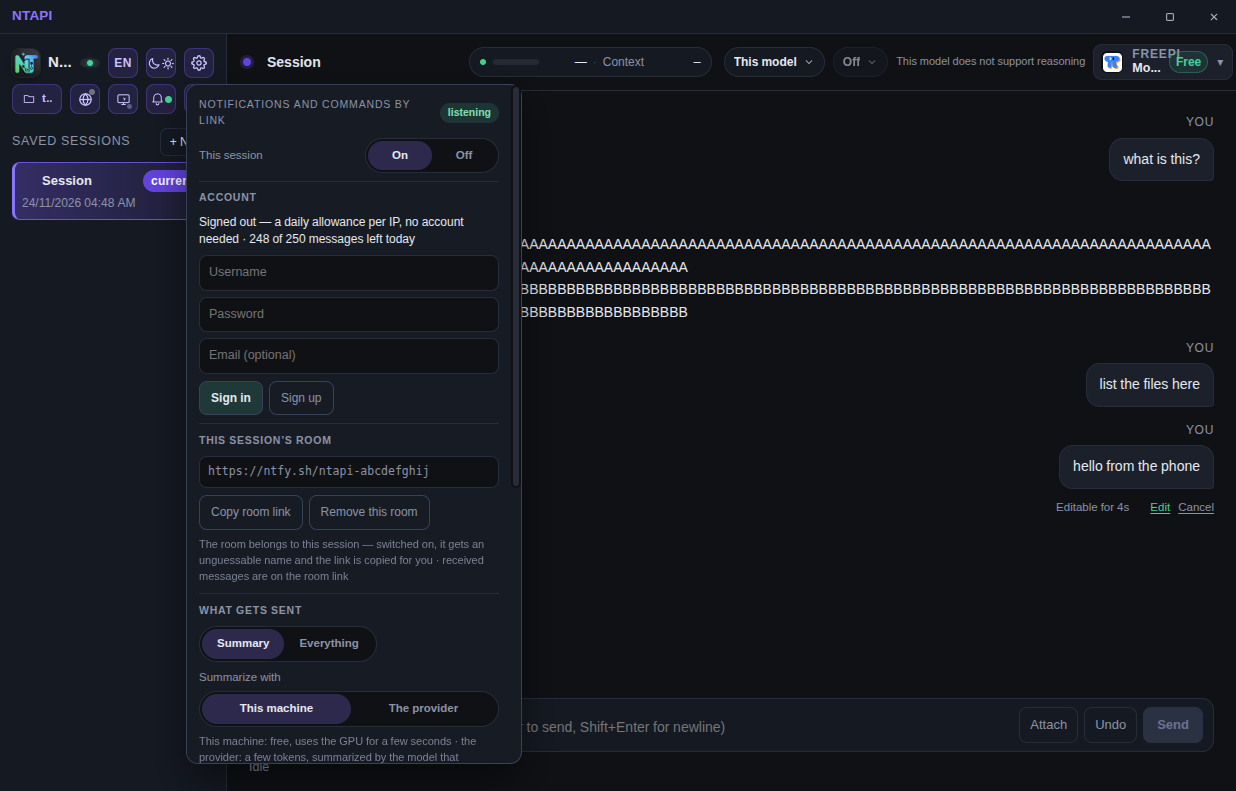 NTAPI
N...
EN
t..
SAVED SESSIONS
+ N
Session
curren
24/11/2026 04:48 AM
Session
— · Context –
This model
Off
This model does not support reasoning
FREEPI
Mo...
Free
NOTIFICATIONS AND COMMANDS BY
LINK
listening
This session
On
Off
ACCOUNT
Signed out — a daily allowance per IP, no account
needed · 248 of 250 messages left today
Username
Password
Email (optional)
Sign in
Sign up
THIS SESSION'S ROOM
https://ntfy.sh/ntapi-abcdefghij
Copy room link
Remove this room
The room belongs to this session — switched on, it gets an
unguessable name and the link is copied for you · received
messages are on the room link
WHAT GETS SENT
Summary
Everything
Summarize with
This machine
The provider
This machine: free, uses the GPU for a few seconds · the
provider: a few tokens, summarized by the model that
YOU
what is this?
YOU
list the files here
YOU
hello from the phone
Editable for 4s
Edit
Cancel
to send, Shift+Enter for newline)
Attach
Undo
Send
Idle